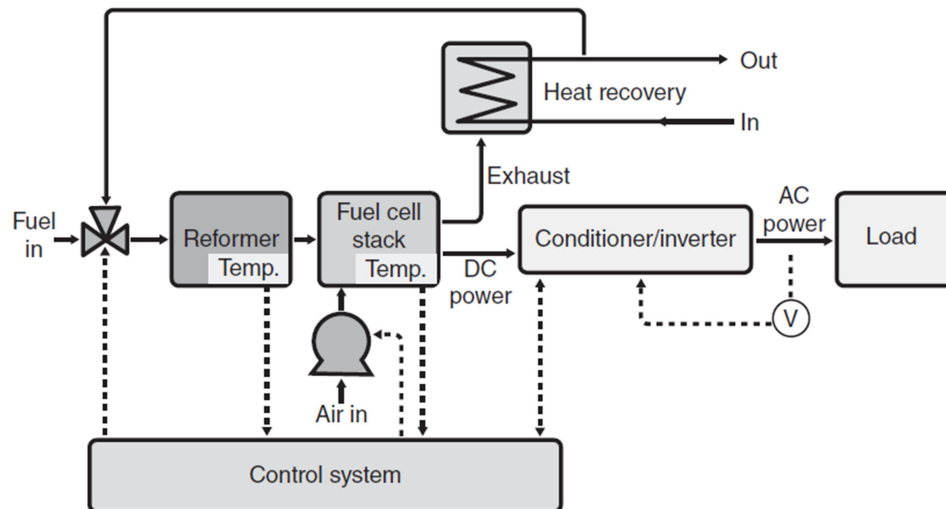 Out
Heat recovery
In
Exhaust
Fuel
in
Reformer
Temp.
Fuel cell
stack
Temp.
DC
power
Conditioner/inverter
AC
power
Load
V
Air in
Control system